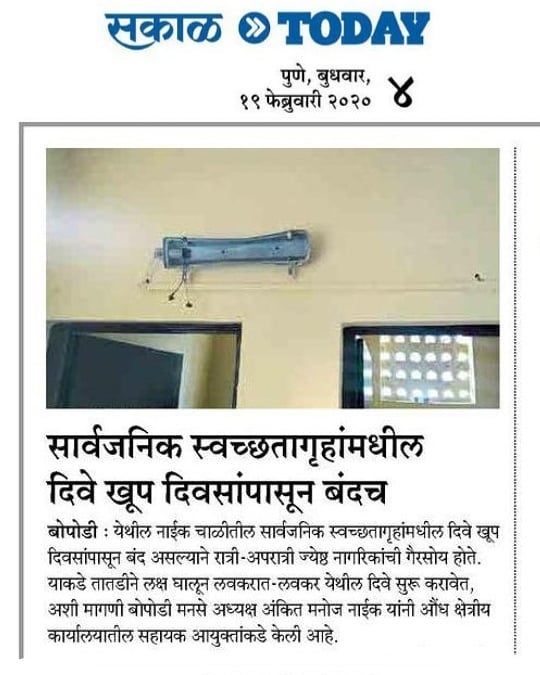 सकाळ » TODAY
पुणे, बुधवार,
१९ फेब्रुवारी २०२० ४
सार्वजनिक स्वच्छतागृहांमधील
दिवे खूप दिवसांपासून बंदच
बोपोडी : येथील नाईक चाळीतील सार्वजनिक स्वच्छतागृहांमधील दिवे खूप
दिवसांपासून बंद असल्याने रात्री-अपरात्री ज्येष्ठ नागरिकांची गैरसोय होते.
याकडे तातडीने लक्ष घालून लवकरात-लवकर येथील दिवे सुरू करावेत,
अशी मागणी बोपोडी मनसे अध्यक्ष अंकित मनोज नाईक यांनी औंध क्षेत्रीय
कार्यालयातील सहायक आयुक्तांकडे केली आहे.